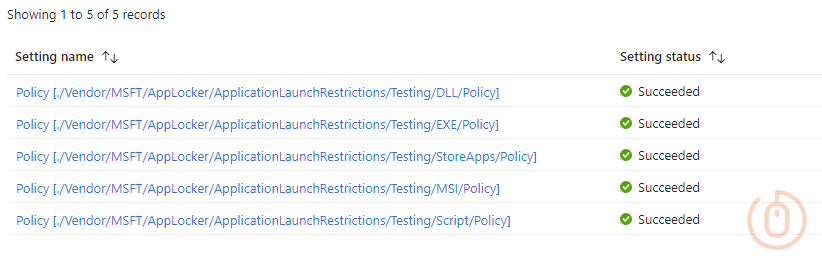 Showing 1 to 5 of 5 records
Setting name ↑↓ Setting status ↑↓
Policy [./Vendor/MSFT/AppLocker/ApplicationLaunchRestrictions/Testing/DLL/Policy] Succeeded
Policy [./Vendor/MSFT/AppLocker/ApplicationLaunchRestrictions/Testing/EXE/Policy] Succeeded
Policy [./Vendor/MSFT/AppLocker/ApplicationLaunchRestrictions/Testing/StoreApps/Policy] Succeeded
Policy [./Vendor/MSFT/AppLocker/ApplicationLaunchRestrictions/Testing/MSI/Policy] Succeeded
Policy [./Vendor/MSFT/AppLocker/ApplicationLaunchRestrictions/Testing/Script/Policy] Succeeded